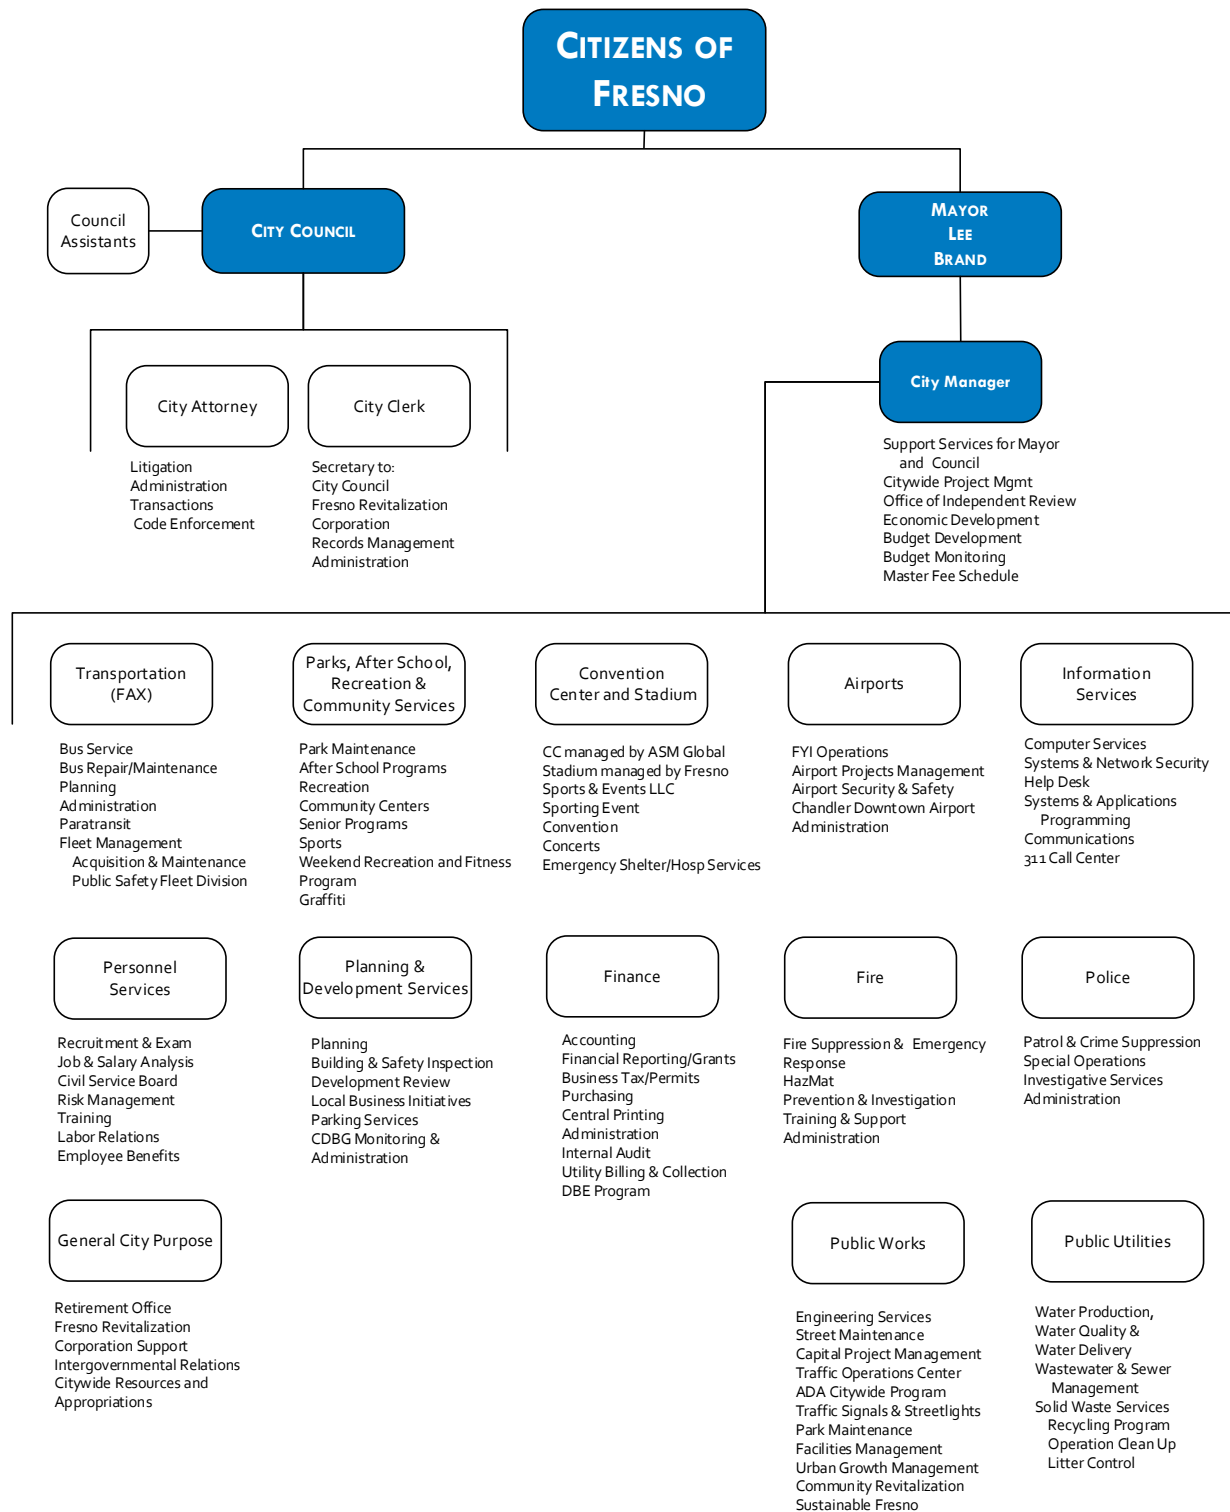 CITIZENS OF
FRESNO
Council
Assistants
CITY COUNCIL
MAYOR
LEE
BRAND
City Attorney
City Clerk
City Manager
Litigation
Administration
Transactions
Code Enforcement
Secretary to:
City Council
Fresno Revitalization
Corporation
Records Management
Administration
Support Services for Mayor
and Council
Citywide Project Mgmt
Office of Independent Review
Economic Development
Budget Development
Budget Monitoring
Master Fee Schedule
Transportation
(FAX)
Bus Service
Bus Repair/Maintenance
Planning
Administration
Paratransit
Fleet Management
Acquisition & Maintenance
Public Safety Fleet Division
Parks, After School,
Recreation &
Community Services
Park Maintenance
After School Programs
Recreation
Community Centers
Senior Programs
Sports
Weekend Recreation and Fitness
Program
Graffiti
Convention
Center and Stadium
CC managed by ASM Global
Stadium managed by Fresno
Sports & Events LLC
Sporting Event
Convention
Concerts
Emergency Shelter/Hosp Services
Airports
FYI Operations
Airport Projects Management
Airport Security & Safety
Chandler Downtown Airport
Administration
Information
Services
Computer Services
Systems & Network Security
Help Desk
Systems & Applications
Programming
Communications
311 Call Center
Personnel
Services
Recruitment & Exam
Job & Salary Analysis
Civil Service Board
Risk Management
Training
Labor Relations
Employee Benefits
Planning &
Development Services
Planning
Building & Safety Inspection
Development Review
Local Business Initiatives
Parking Services
CDBG Monitoring &
Administration
Finance
Accounting
Financial Reporting/Grants
Business Tax/Permits
Purchasing
Central Printing
Administration
Internal Audit
Utility Billing & Collection
DBE Program
Fire
Fire Suppression & Emergency
Response
HazMat
Prevention & Investigation
Training & Support
Administration
Police
Patrol & Crime Suppression
Special Operations
Investigative Services
Administration
General City Purpose
Retirement Office
Fresno Revitalization
Corporation Support
Intergovernmental Relations
Citywide Resources and
Appropriations
Public Works
Engineering Services
Street Maintenance
Capital Project Management
Traffic Operations Center
ADA Citywide Program
Traffic Signals & Streetlights
Park Maintenance
Facilities Management
Urban Growth Management
Community Revitalization
Sustainable Fresno
Public Utilities
Water Production,
Water Quality &
Water Delivery
Wastewater & Sewer
Management
Solid Waste Services
Recycling Program
Operation Clean Up
Litter Control